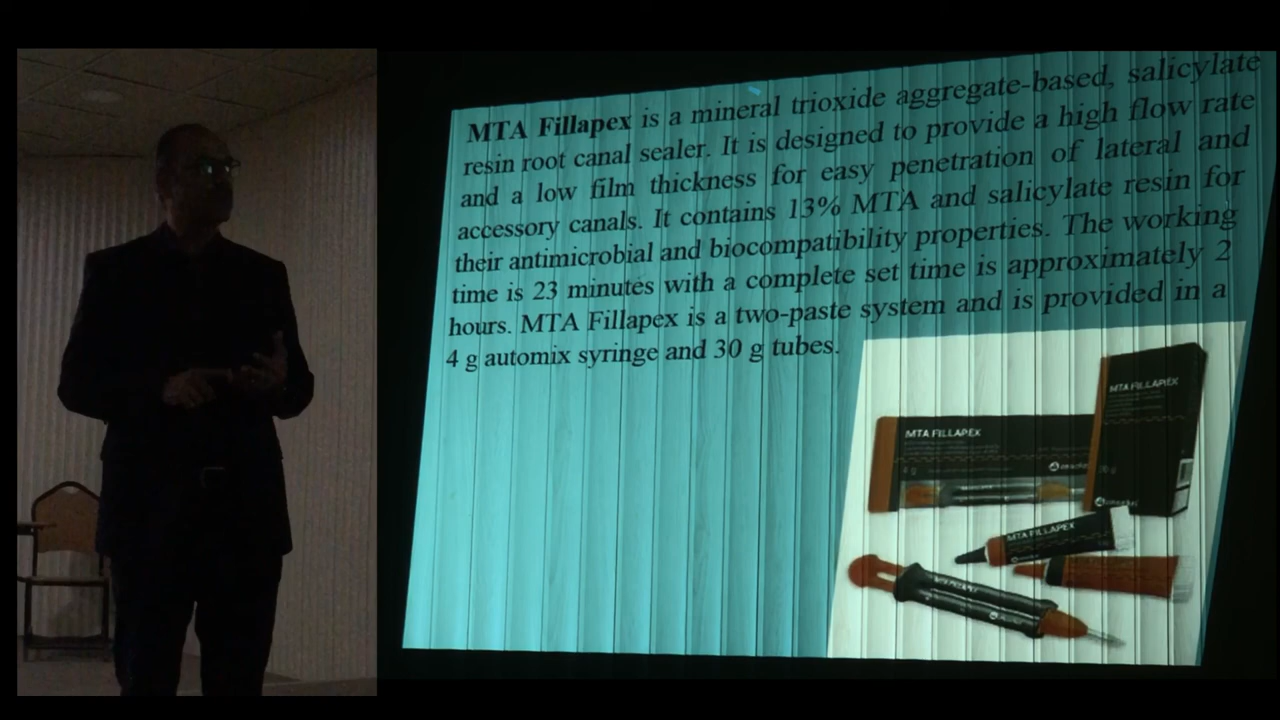 MTA Fillapex is a mineral trioxide aggregate-based, salicylate
resin root canal sealer. It is designed to provide a high flow rate
and a low film thickness for easy penetration of lateral and
accessory canals. It contains 13% MTA and salicylate resin for
their antimicrobial and biocompatibility properties. The working
time is 23 minutes with a complete set time is approximately 2
hours. MTA Fillapex is a two-paste system and is provided in a
4 g automix syringe and 30 g tubes.
MTA FILLAPEX
MTA FILLAPEX
4 g
30 g
MTA FILLAPEX